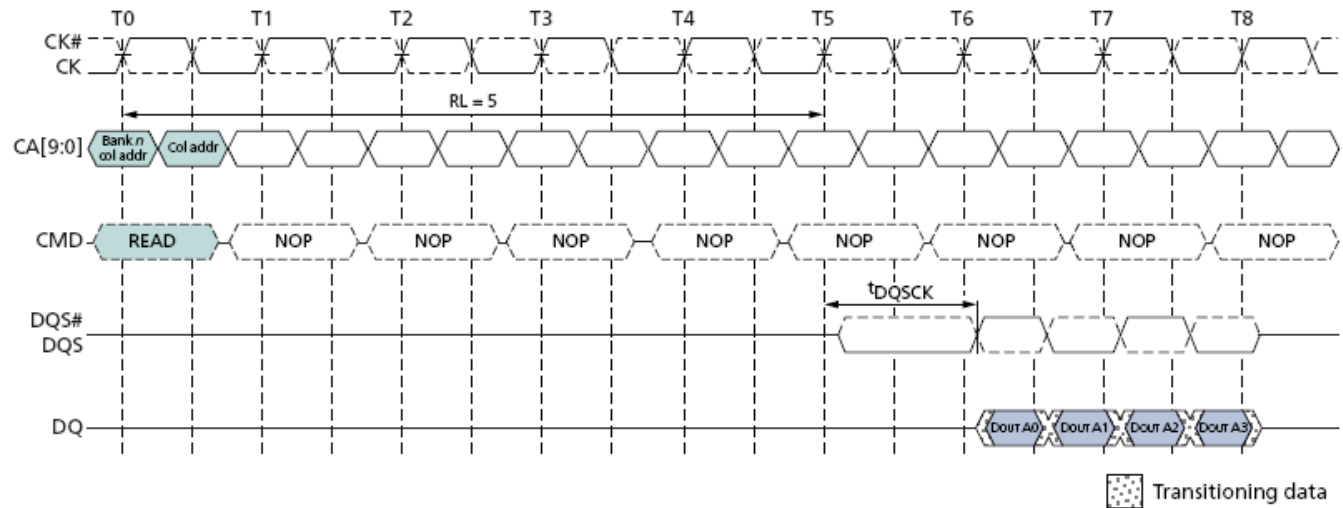 T0 T1 T2 T3 T4 T5 T6 T7 T8
CK#
CK
RL = 5
CA[9:0] Bank n col addr Col addr
CMD READ NOP NOP NOP NOP NOP NOP NOP NOP
tDQSCK
DQS#
DQS
DQ DOUT A0 DOUT A1 DOUT A2 DOUT A3
Transitioning data